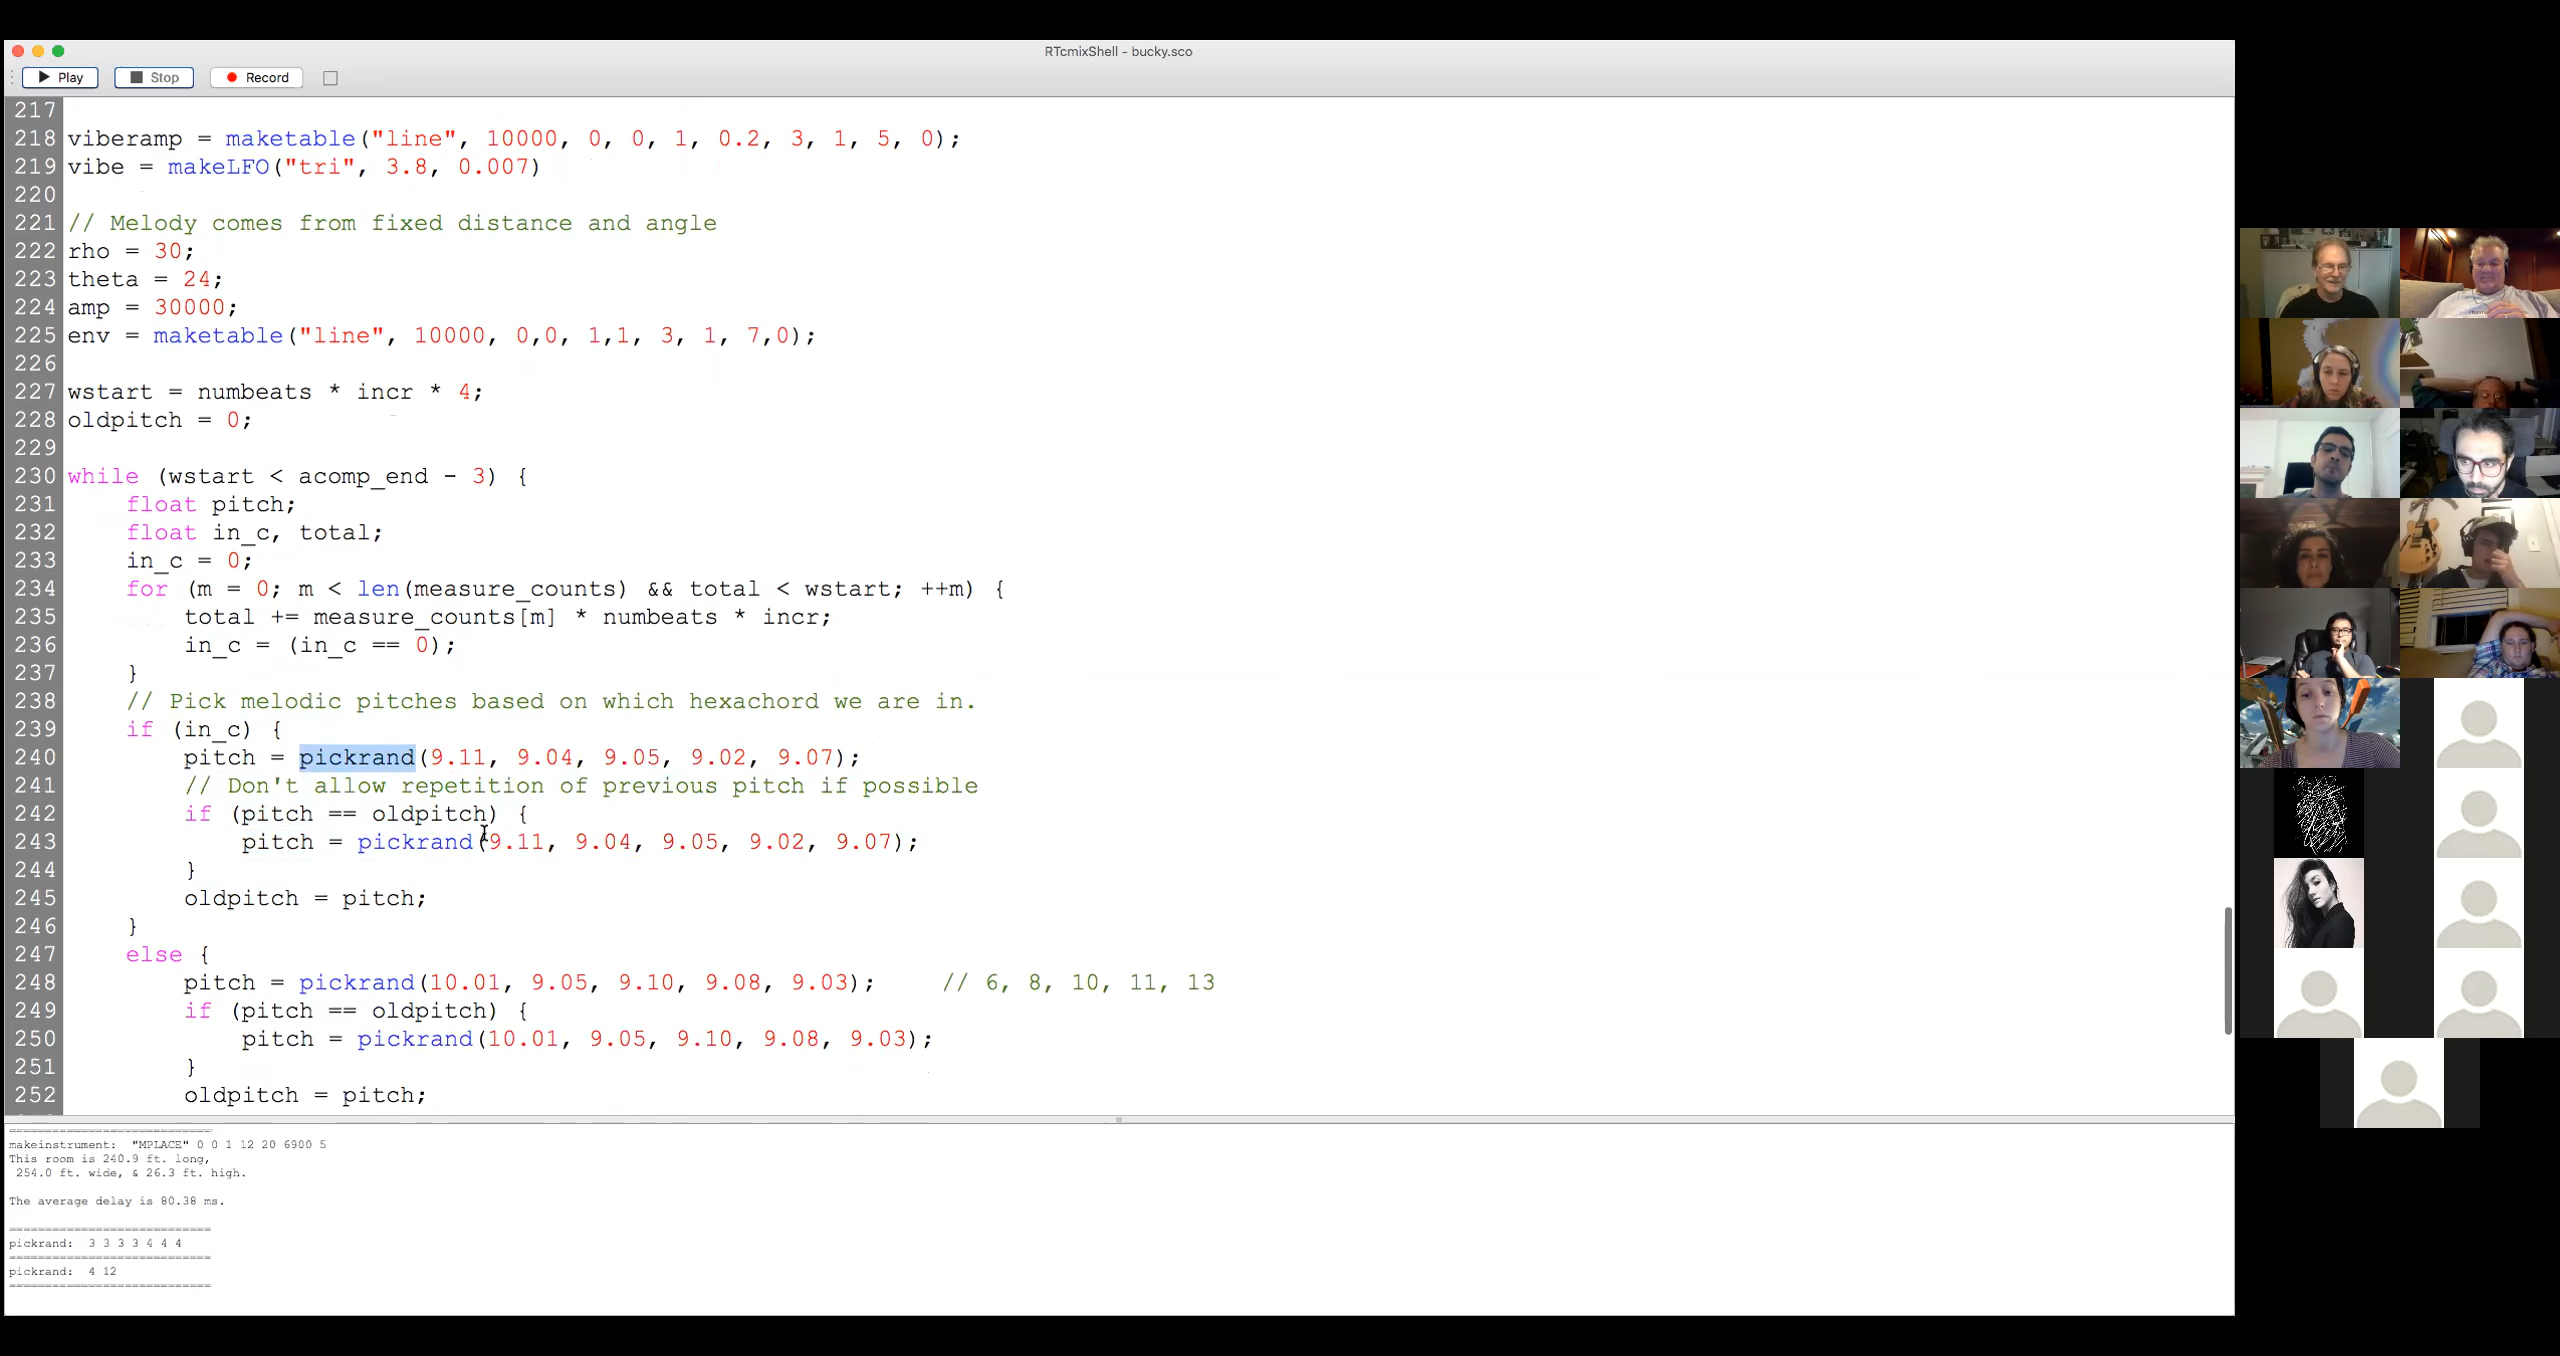 RTcmixShell - bucky.sco
Play Stop Record
217
218 viberamp = maketable("line", 10000, 0, 0, 1, 0.2, 3, 1, 5, 0);
219 vibe = makeLFO("tri", 3.8, 0.007)
220
221 // Melody comes from fixed distance and angle
222 rho = 30;
223 theta = 24;
224 amp = 30000;
225 env = maketable("line", 10000, 0,0, 1,1, 3, 1, 7,0);
226
227 wstart = numbeats * incr * 4;
228 oldpitch = 0;
229
230 while (wstart < acomp_end - 3) {
231 float pitch;
232 float in_c, total;
233 in_c = 0;
234 for (m = 0; m < len(measure_counts) && total < wstart; ++m) {
235 total += measure_counts[m] * numbeats * incr;
236 in_c = (in_c == 0);
237 }
238 // Pick melodic pitches based on which hexachord we are in.
239 if (in_c) {
240 pitch = pickrand(9.11, 9.04, 9.05, 9.02, 9.07);
241 // Don't allow repetition of previous pitch if possible
242 if (pitch == oldpitch) {
243 pitch = pickrand(9.11, 9.04, 9.05, 9.02, 9.07);
244 }
245 oldpitch = pitch;
246 }
247 else {
248 pitch = pickrand(10.01, 9.05, 9.10, 9.08, 9.03); // 6, 8, 10, 11, 13
249 if (pitch == oldpitch) {
250 pitch = pickrand(10.01, 9.05, 9.10, 9.08, 9.03);
251 }
252 oldpitch = pitch;
============================
makeinstrument: "MPLACE" 0 0 1 12 20 6900 5
This room is 240.9 ft. long,
254.0 ft. wide, & 26.3 ft. high.
The average delay is 80.38 ms.
============================
pickrand: 3 3 3 3 4 4 4
============================
pickrand: 4 12
============================